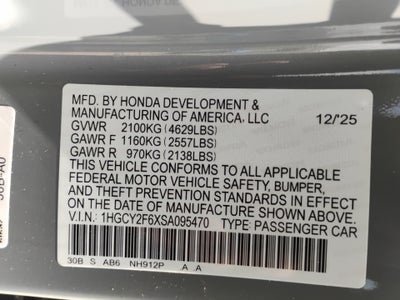 MFD. BY HONDA DEVELOPMENT &
MANUFACTURING OF AMERICA, LLC 12/'25
GVWR 2100KG (4629LBS)
GAWR F 1160KG (2557LBS)
GAWR R 970KG (2138LBS)
THIS VEHICLE CONFORMS TO ALL APPLICABLE
FEDERAL MOTOR VEHICLE SAFETY, BUMPER,
AND THEFT PREVENTION STANDARDS IN EFFECT
ON THE DATE OF MANUFACTURE SHOWN ABOVE.
V.I.N.: 1HGCY2F6XSA095470 TYPE: PASSENGER CAR
30B S AB6 NH912P A A
30B-A0